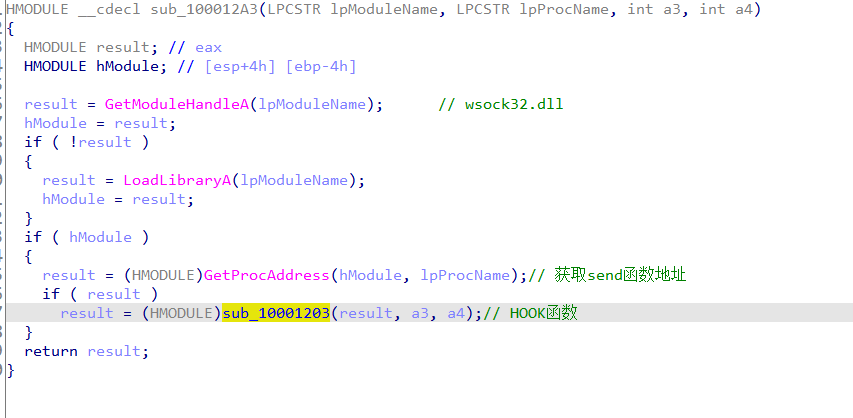 HMODULE __cdecl sub_100012A3(LPCSTR lpModuleName, LPCSTR lpProcName, int a3, int a4)
{
  HMODULE result; // eax
  HMODULE hModule; // [esp+4h] [ebp-4h]

  result = GetModuleHandleA(lpModuleName);      // wsock32.dll
  hModule = result;
  if ( !result )
  {
    result = LoadLibraryA(lpModuleName);
    hModule = result;
  }
  if ( hModule )
  {
    result = (HMODULE)GetProcAddress(hModule, lpProcName);// 获取send函数地址
    if ( result )
      result = (HMODULE)sub_10001203(result, a3, a4);// HOOK函数
  }
  return result;
}